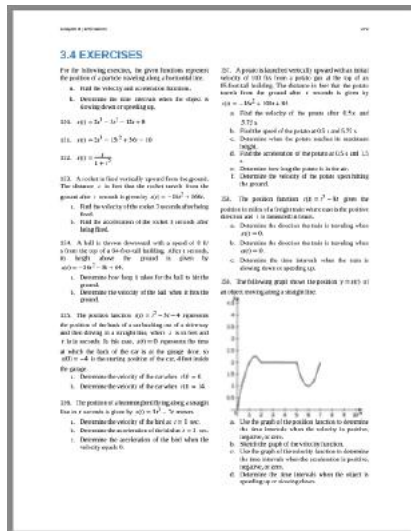 3.4 EXERCISES
For the following exercises, the given functions represent
the position of a particle traveling along a horizontal line.
a. Find the velocity and acceleration functions.
b. Determine the time intervals when the object is
slowing down or speeding up.
150. s(t) = 2t³ − 3t² − 12t + 8
151. s(t) = 2t³ − 15t² + 36t − 10
152. s(t) = t / (1 + t²)
153. A rocket is fired vertically upward from the ground.
The distance s in feet that the rocket travels from the
ground after t seconds is given by s(t) = −16t² + 560t.
a. Find the velocity of the rocket 3 seconds after being
fired.
b. Find the acceleration of the rocket 3 seconds after
being fired.
154. A ball is thrown downward with a speed of 8 ft/
s from the top of a 64-foot-tall building. After t seconds,
its height above the ground is given by
s(t) = −16t² − 8t + 64.
a. Determine how long it takes for the ball to hit the
ground.
b. Determine the velocity of the ball when it hits the
ground.
155. The position function s(t) = t² − 3t − 4 represents
the position of the back of a car backing out of a driveway
and then driving in a straight line, where s is in feet and
t is in seconds. In this case, s(t) = 0 represents the time
at which the back of the car is at the garage door, so
s(0) = −4 is the starting position of the car, 4 feet inside
the garage.
a. Determine the velocity of the car when s(t) = 0.
b. Determine the velocity of the car when s(t) = 14.
156. The position of a hummingbird flying along a straight
line in t seconds is given by s(t) = 3t³ − 7t meters.
a. Determine the velocity of the bird at t = 1 sec.
b. Determine the acceleration of the bird at t = 1 sec.
c. Determine the acceleration of the bird when the
velocity equals 0.
157. A potato is launched vertically upward with an initial
velocity of 100 ft/s from a potato gun at the top of an
85-foot-tall building. The distance in feet that the potato
travels from the ground after t seconds is given by
s(t) = −16t² + 100t + 85.
a. Find the velocity of the potato after 0.5 s and
5.75 s.
b. Find the speed of the potato at 0.5 s and 5.75 s.
c. Determine when the potato reaches its maximum
height.
d. Find the acceleration of the potato at 0.5 s and 1.5
s.
e. Determine how long the potato is in the air.
f. Determine the velocity of the potato upon hitting
the ground.
158. The position function s(t) = t³ − 8t gives the
position in miles of a freight train where east is the positive
direction and t is measured in hours.
a. Determine the direction the train is traveling when
s(t) = 0.
b. Determine the direction the train is traveling when
a(t) = 0.
c. Determine the time intervals when the train is
slowing down or speeding up.
159. The following graph shows the position y = s(t) of
an object moving along a straight line.
a. Use the graph of the position function to determine
the time intervals when the velocity is positive,
negative, or zero.
b. Sketch the graph of the velocity function.
c. Use the graph of the velocity function to determine
the time intervals when the acceleration is positive,
negative, or zero.
d. Determine the time intervals when the object is
speeding up or slowing down.